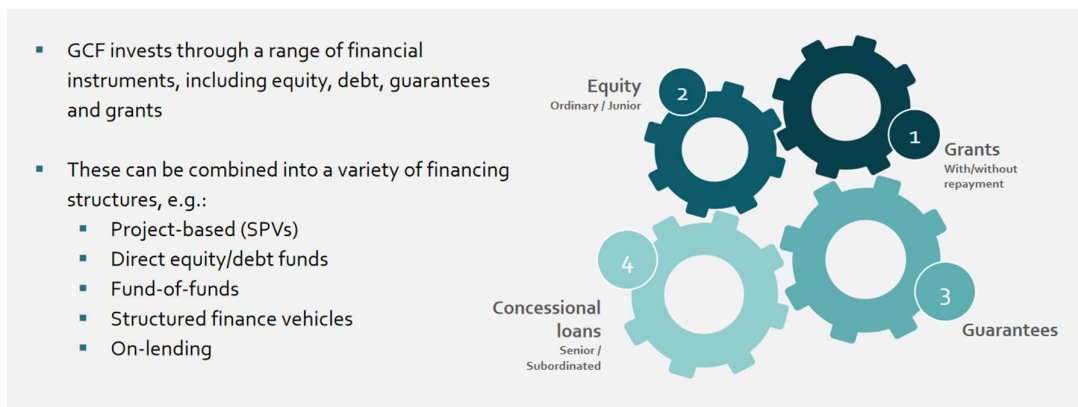 ▪ GCF invests through a range of financial
instruments, including equity, debt, guarantees
and grants
▪ These can be combined into a variety of financing
structures, e.g.:
▪ Project-based (SPVs)
▪ Direct equity/debt funds
▪ Fund-of-funds
▪ Structured finance vehicles
▪ On-lending
Equity
Ordinary / Junior
2
1
Grants
With/without
repayment
4
Concessional
loans
Senior /
Subordinated
3
Guarantees